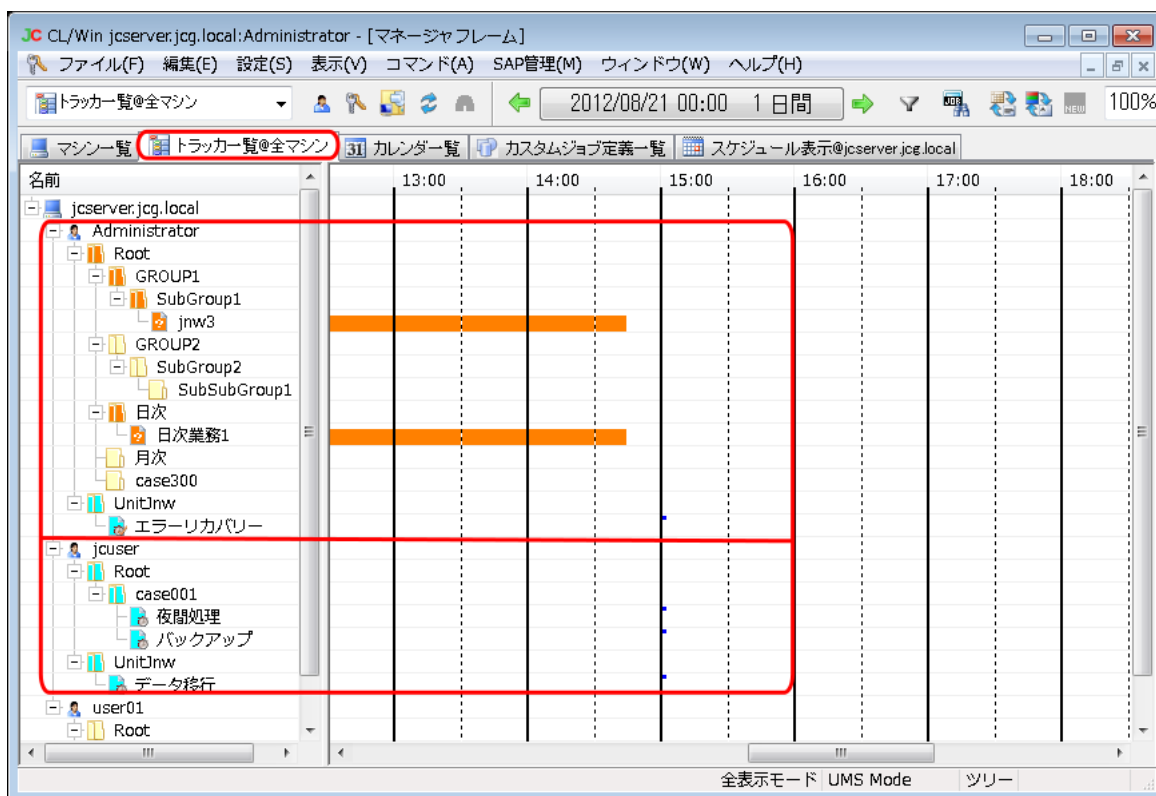 JC CL/Win jcserver.jcg.local:Administrator - [マネージャフレーム]
ファイル(F) 編集(E) 設定(S) 表示(V) コマンド(A) SAP管理(M) ウィンドウ(W) ヘルプ(H)
トラッカ一覧@全マシン 2012/08/21 00:00 1 日間 JOB NEW 100%
マシン一覧 トラッカ一覧@全マシン 31 カレンダ一覧 カスタムジョブ定義一覧 スケジュール表示@jcserver.jcg.local
名前 13:00 14:00 15:00 16:00 17:00 18:00
jcserver.jcg.local
Administrator
Root
GROUP1
SubGroup1
jnw3
GROUP2
SubGroup2
SubSubGroup1
日次
日次業務1
月次
case300
UnitJnw
エラーリカバリー
jcuser
Root
case001
夜間処理
バックアップ
UnitJnw
データ移行
user01
Root
全表示モード UMS Mode ツリー